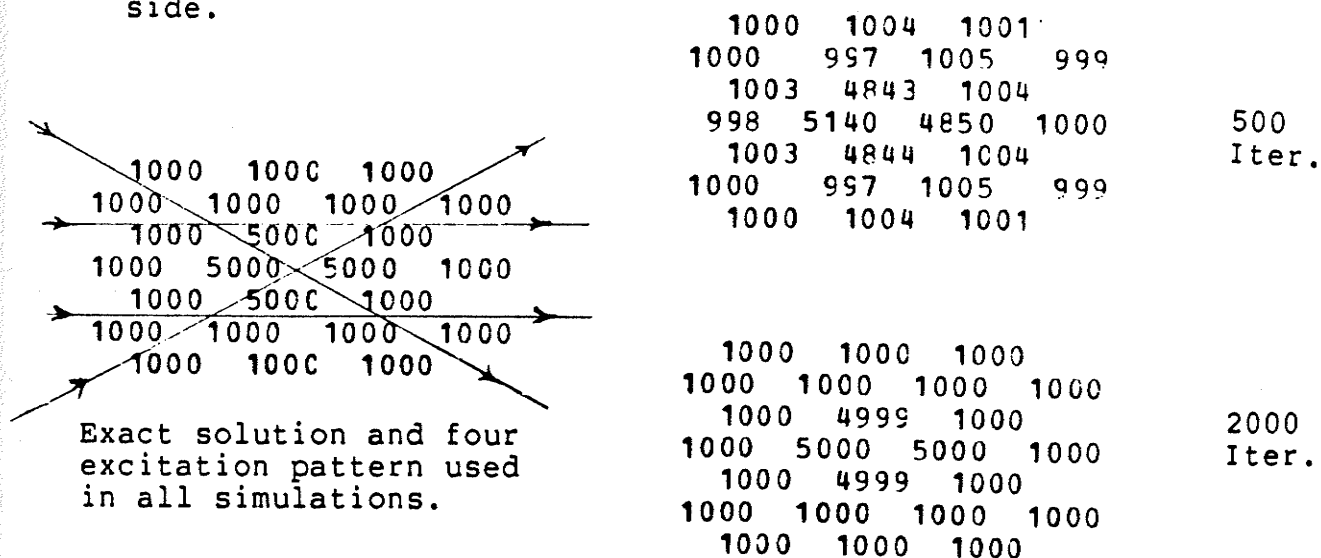 side.
1000 1000 1000
1000 1000 1000 1000
1000 5000 1000
1000 5000 5000 1000
1000 5000 1000
1000 1000 1000 1000
1000 1000 1000
Exact solution and four
excitation pattern used
in all simulations.
1000 1004 1001
1000 997 1005 999
1003 4843 1004
998 5140 4850 1000
1003 4844 1004
1000 997 1005 999
1000 1004 1001
500
Iter.
1000 1000 1000
1000 1000 1000 1000
1000 4999 1000
1000 5000 5000 1000
1000 4999 1000
1000 1000 1000 1000
1000 1000 1000
2000
Iter.